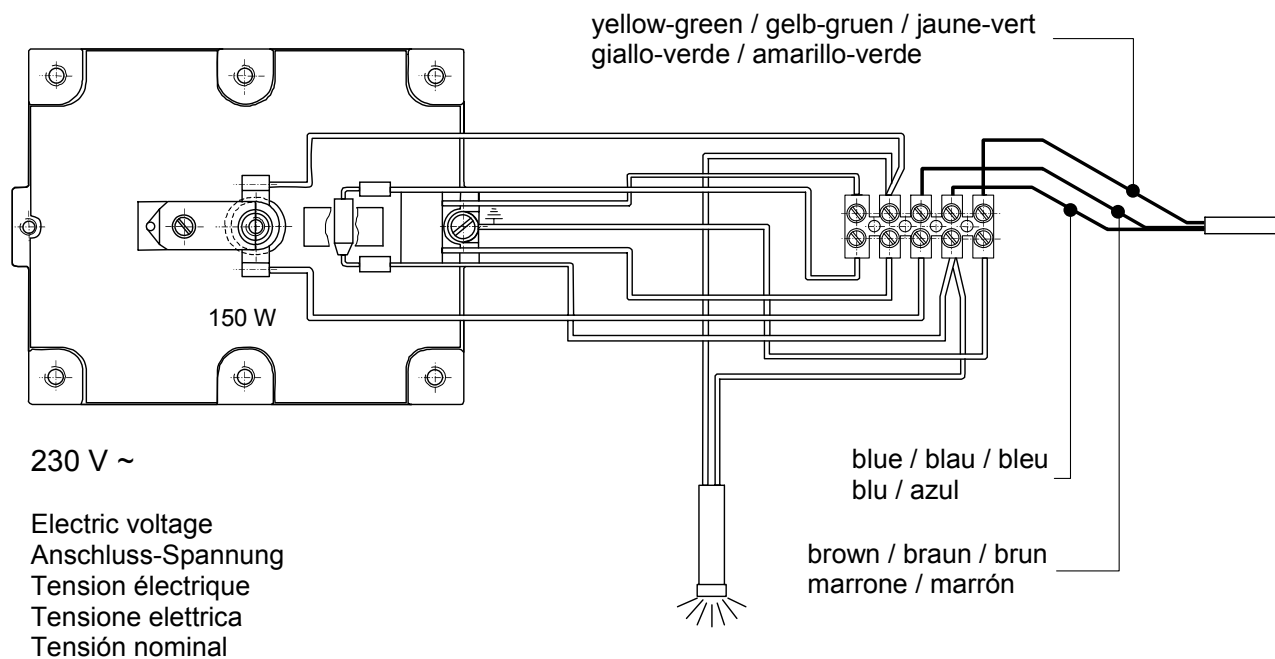 yellow-green / gelb-gruen / jaune-vert
giallo-verde / amarillo-verde
150 W
230 V ~
Electric voltage
Anschluss-Spannung
Tension électrique
Tensione elettrica
Tensión nominal
blue / blau / bleu
blu / azul
brown / braun / brun
marrone / marrón